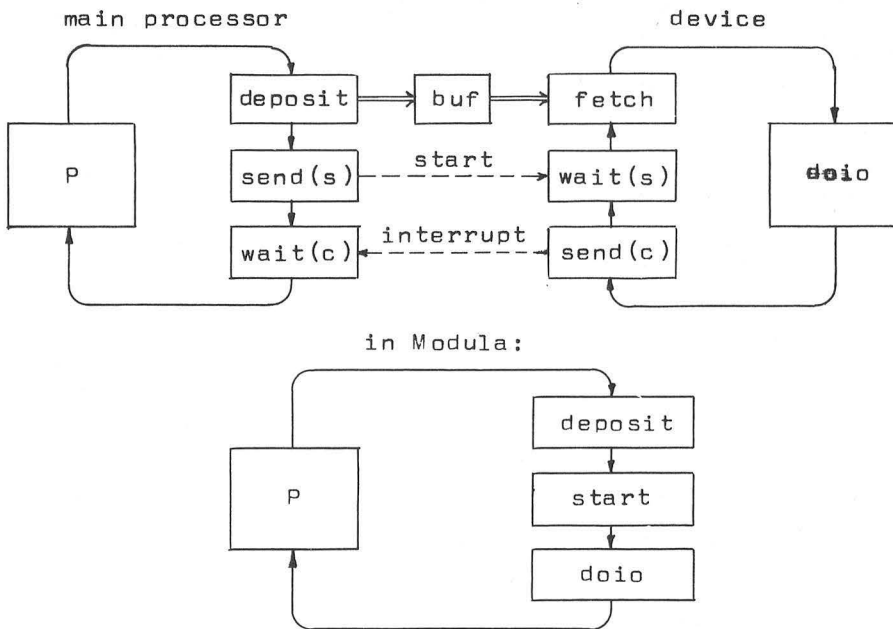 main processor
device
deposit
buf
fetch
P
send(s)
start
wait(s)
doio
wait(c)
interrupt
send(c)
in Modula:
deposit
P
start
doio